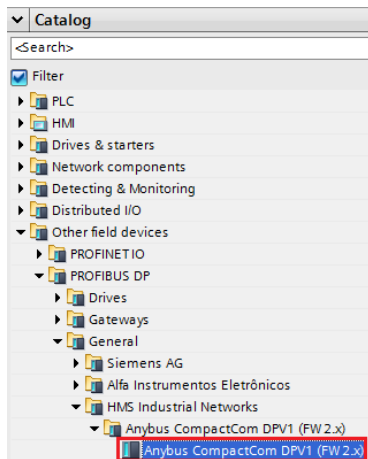 Catalog
<Search>
Filter
PLC
HMI
Drives & starters
Network components
Detecting & Monitoring
Distributed I/O
Other field devices
PROFINET IO
PROFIBUS DP
Drives
Gateways
General
Siemens AG
Alfa Instrumentos Eletrônicos
HMS Industrial Networks
Anybus CompactCom DPV1 (FW 2.x)
Anybus CompactCom DPV1 (FW 2.x)